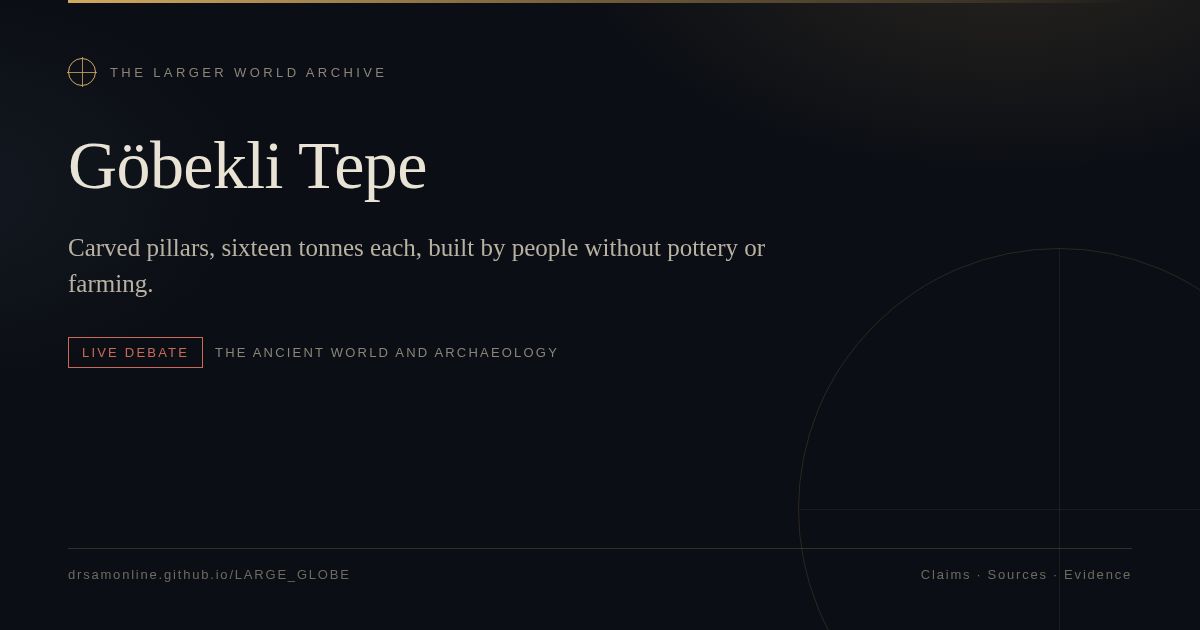 THE LARGER WORLD ARCHIVE
Göbekli Tepe
Carved pillars, sixteen tonnes each, built by people without pottery or
farming.
LIVE DEBATE THE ANCIENT WORLD AND ARCHAEOLOGY
drsamonline.github.io/LARGE_GLOBE
Claims · Sources · Evidence